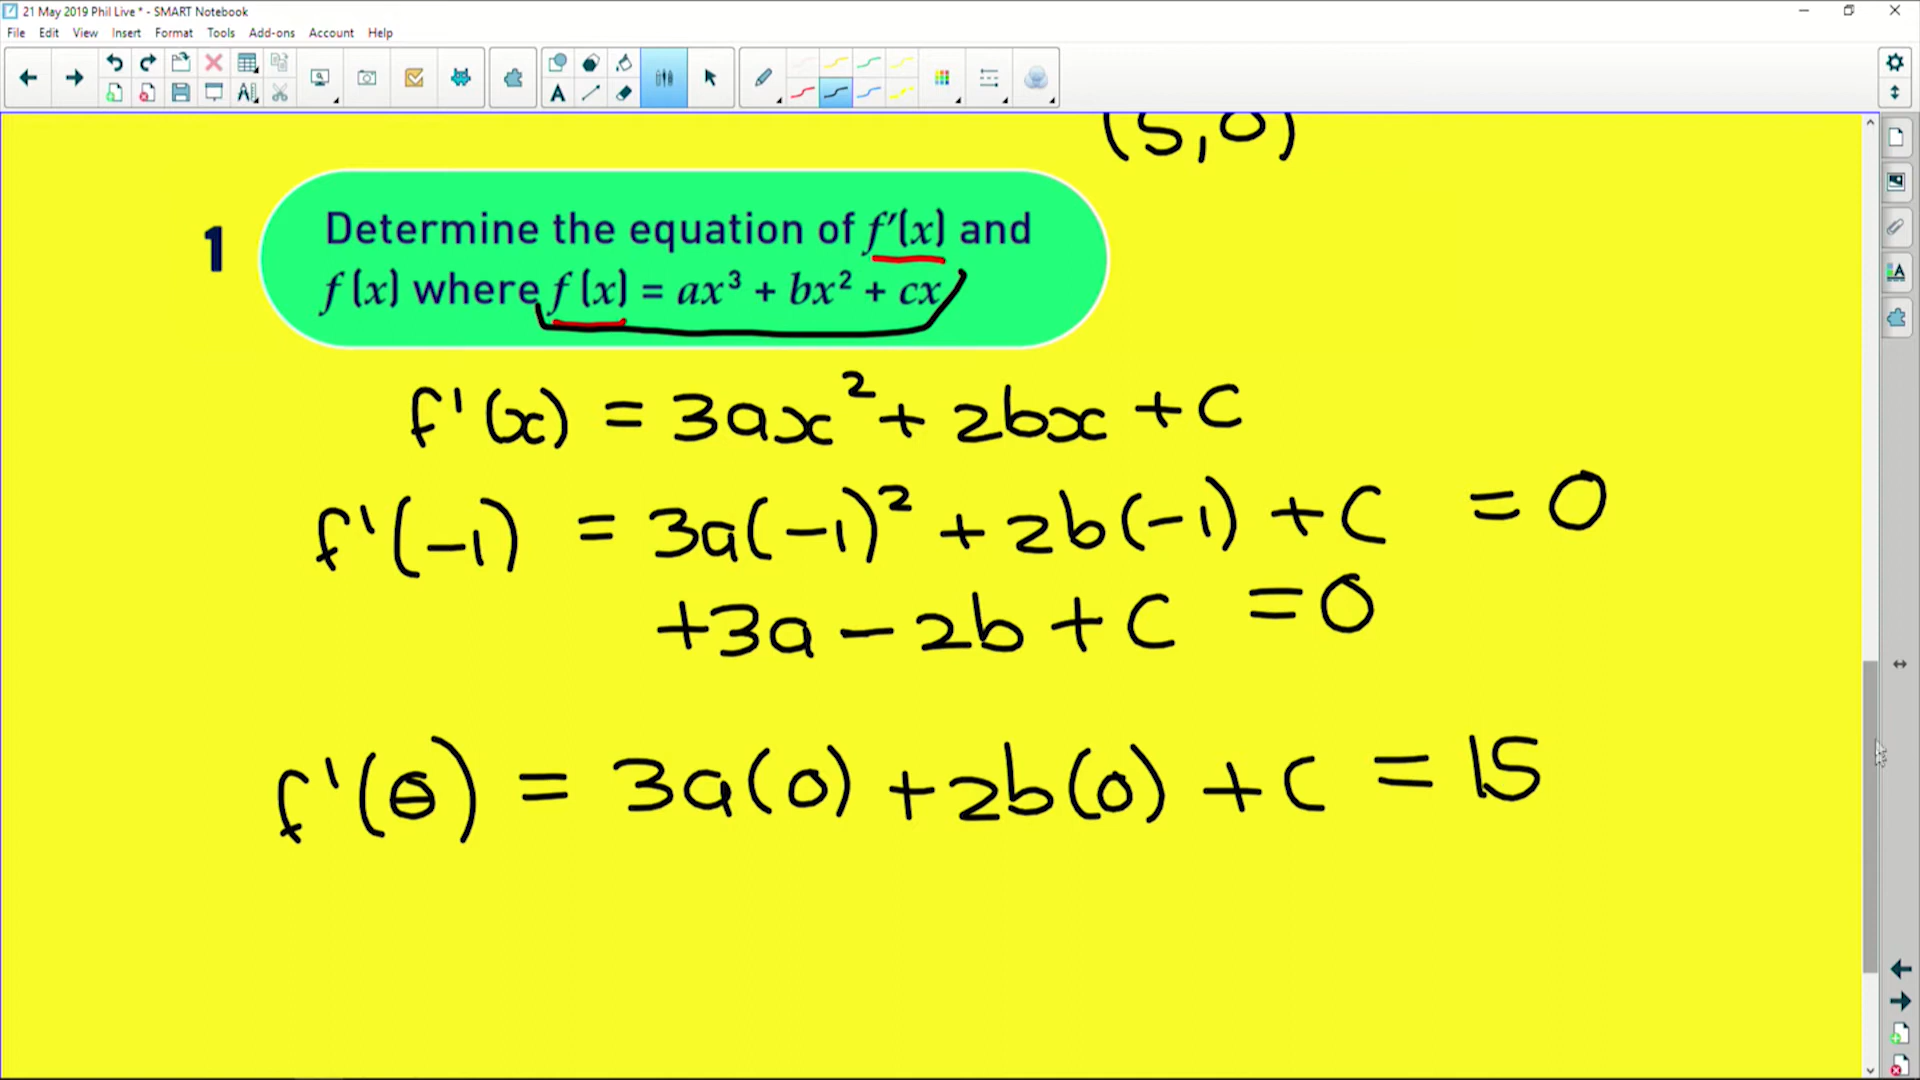 21 May 2019 Phil Live * - SMART Notebook
File Edit View Insert Format Tools Add-ons Account Help
(5,0)
1
Determine the equation of f′(x) and
f (x) where f (x) = ax³ + bx² + cx
f'(x) = 3ax² + 2bx + c
f'(-1) = 3a(-1)² + 2b(-1) + c = 0
+3a - 2b + c = 0
f'(0) = 3a(0) + 2b(0) + c = 15